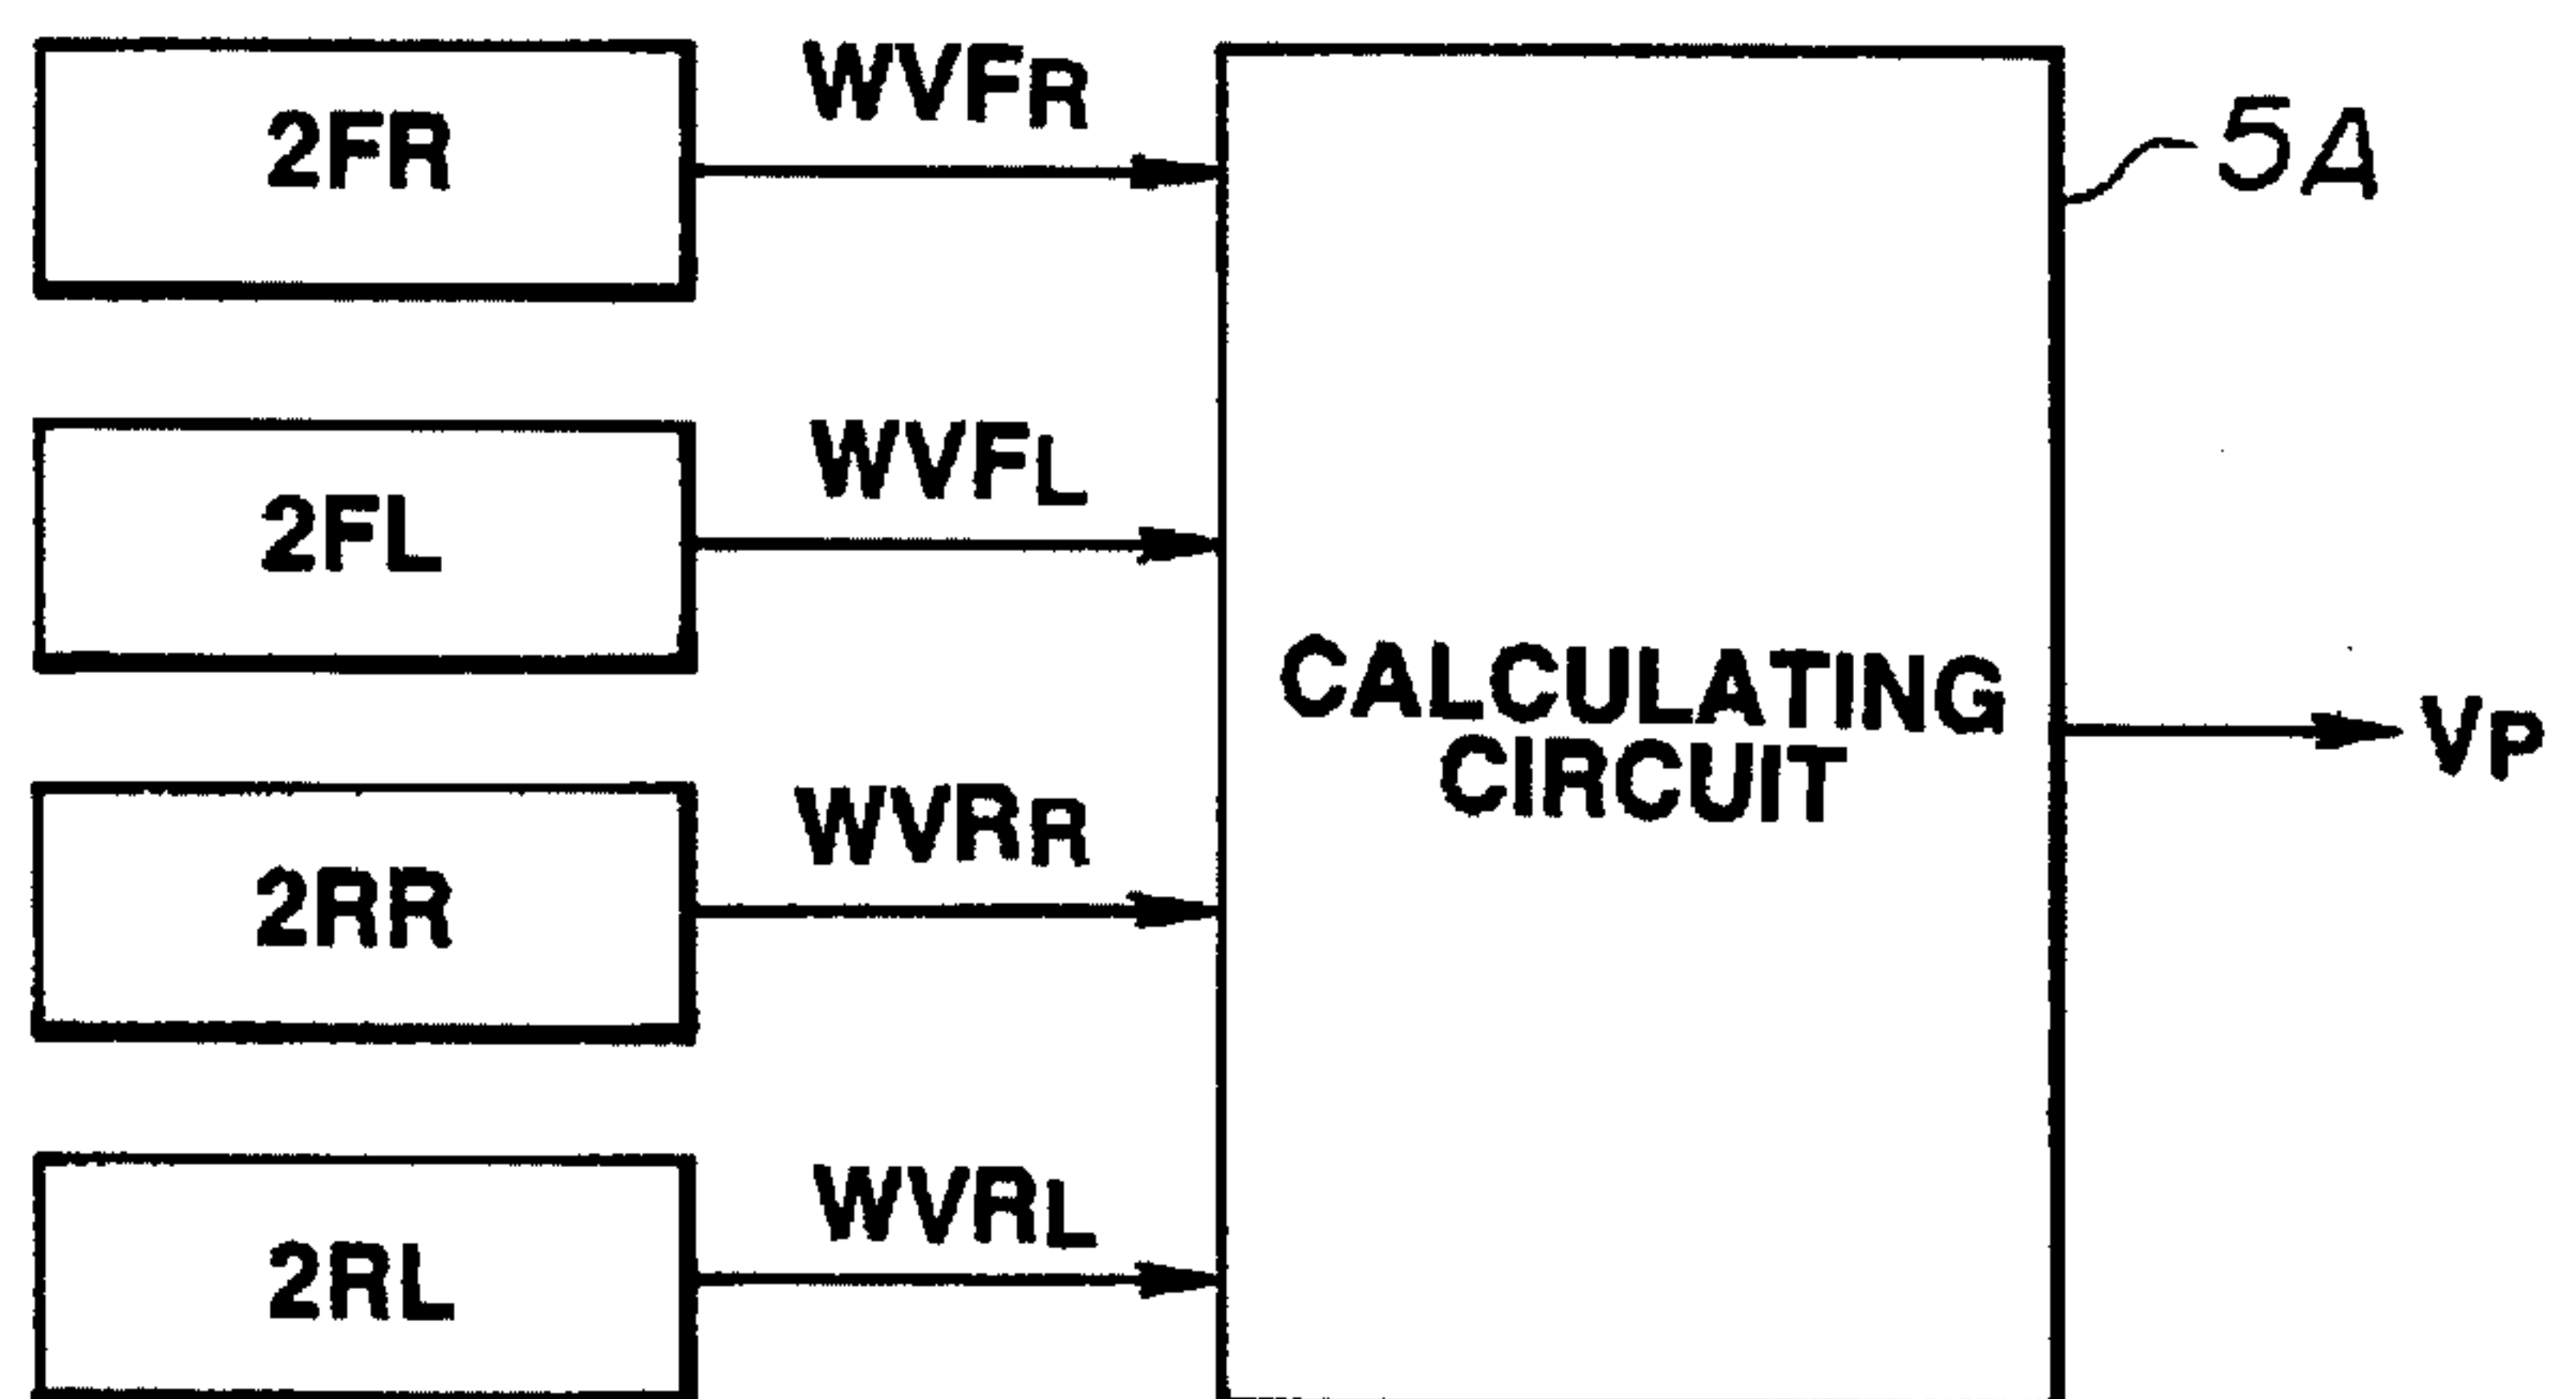 2FR
WVFR
5A
2FL
WVFL
CALCULATING
CIRCUIT
VP
2RR
WVRR
2RL
WVRL